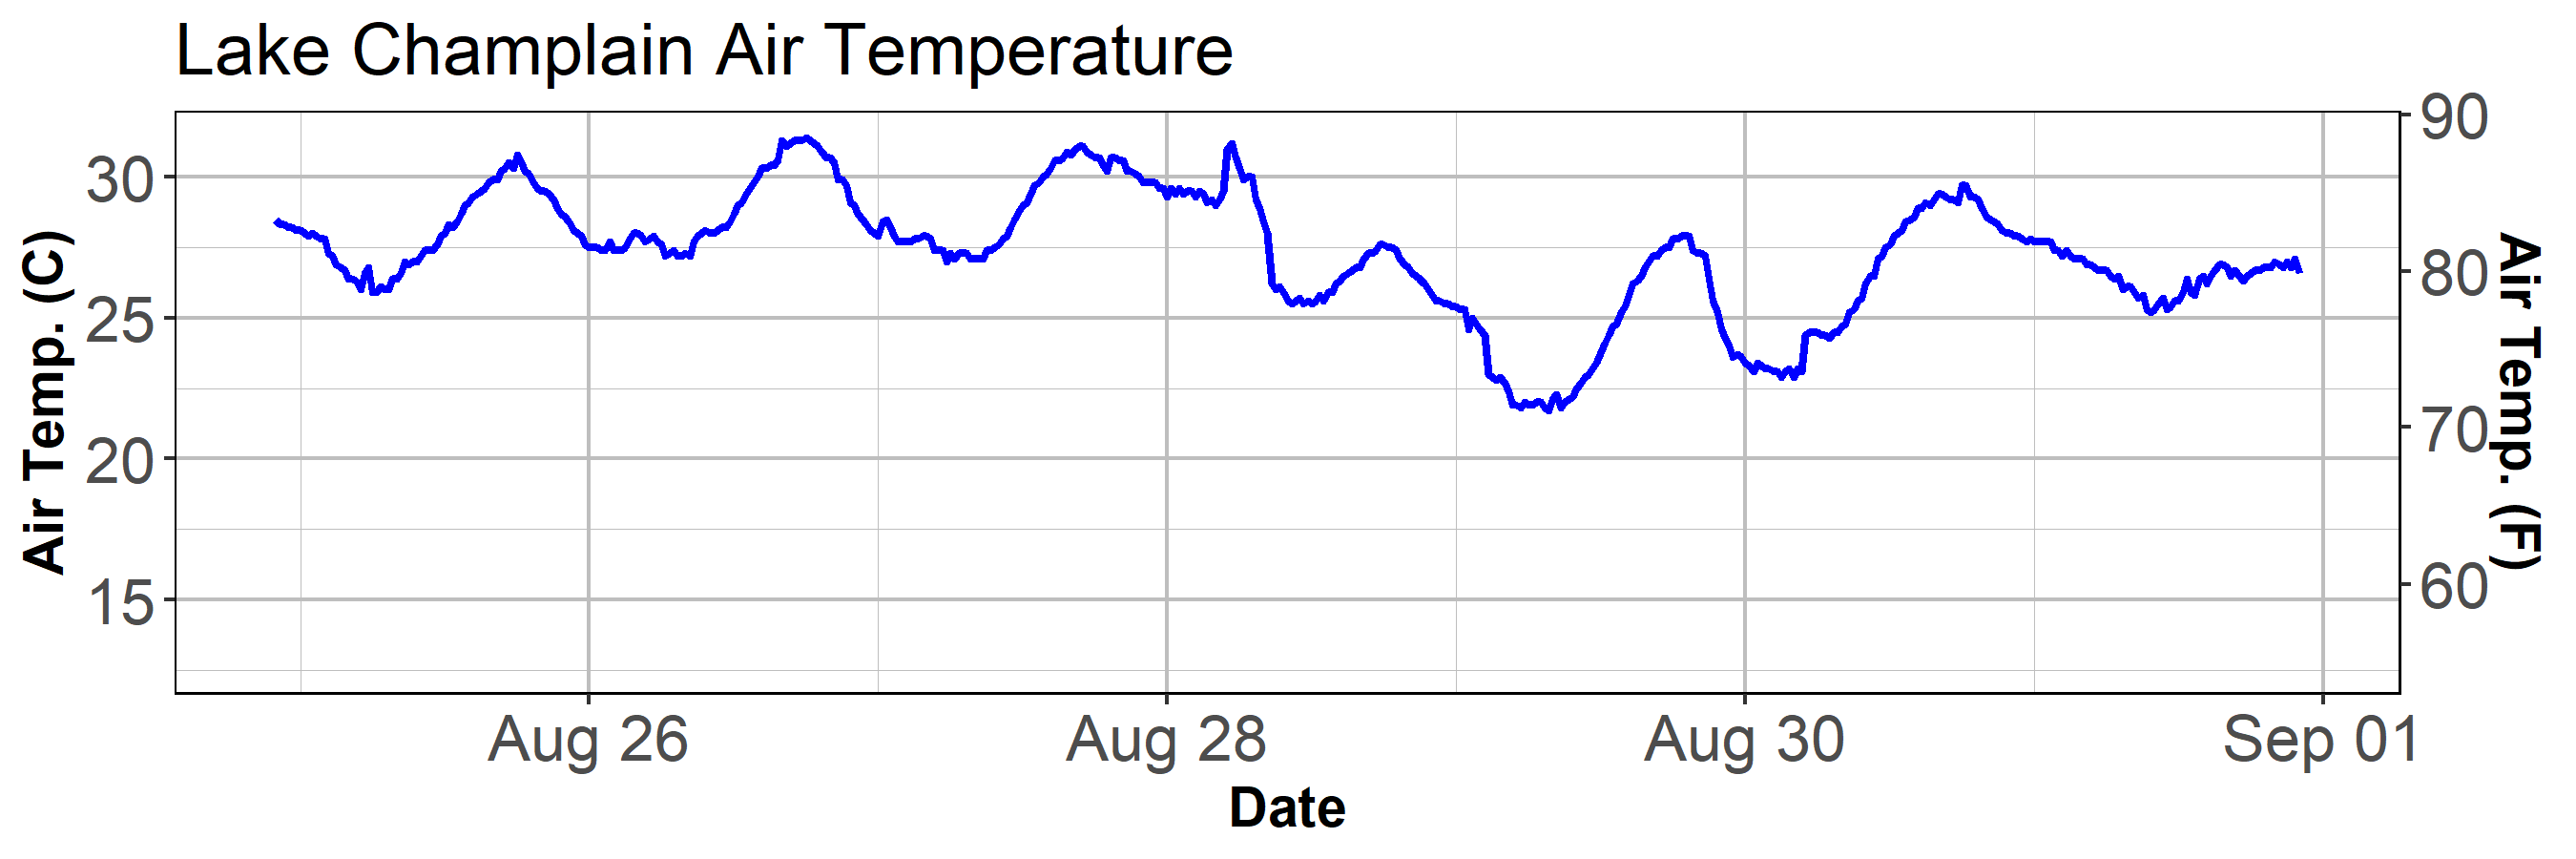 Lake Champlain Air Temperature
Air Temp. (C)
30
25
20
15
90
80
70
60
Air Temp. (F)
Aug 26
Aug 28
Aug 30
Sep 01
Date